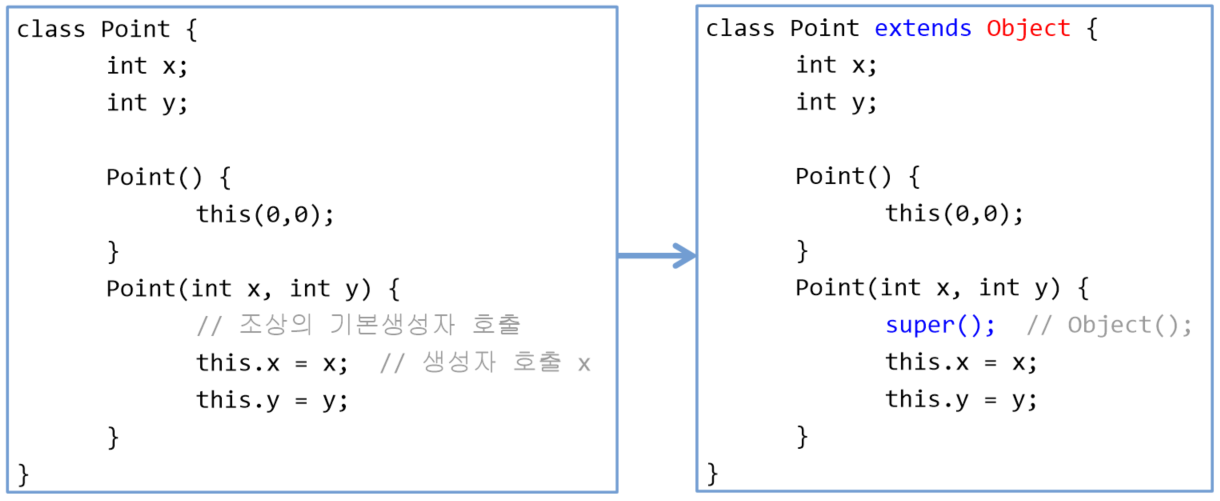 class Point {
int x;
int y;
Point() {
this(0,0);
}
Point(int x, int y) {
// 조상의 기본생성자 호출
this.x = x;  // 생성자 호출 x
this.y = y;
}
}
class Point extends Object {
int x;
int y;
Point() {
this(0,0);
}
Point(int x, int y) {
super();  // Object();
this.x = x;
this.y = y;
}
}